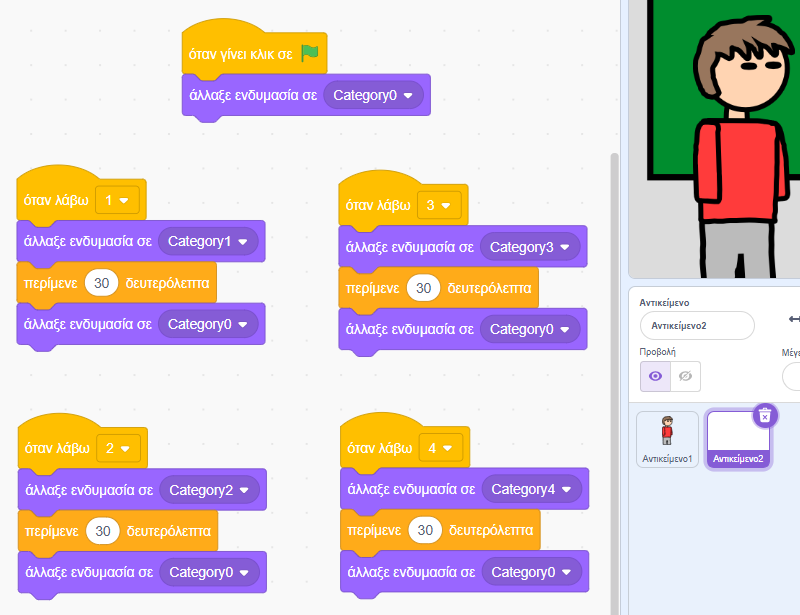 όταν γίνει κλικ σε
άλλαξε ενδυμασία σε Category0
όταν λάβω 1
άλλαξε ενδυμασία σε Category1
περίμενε 30 δευτερόλεπτα
άλλαξε ενδυμασία σε Category0
όταν λάβω 3
άλλαξε ενδυμασία σε Category3
περίμενε 30 δευτερόλεπτα
άλλαξε ενδυμασία σε Category0
όταν λάβω 2
άλλαξε ενδυμασία σε Category2
περίμενε 30 δευτερόλεπτα
άλλαξε ενδυμασία σε Category0
όταν λάβω 4
άλλαξε ενδυμασία σε Category4
περίμενε 30 δευτερόλεπτα
άλλαξε ενδυμασία σε Category0
Αντικείμενο
Αντικείμενο2
Προβολή
Αντικείμενο1
Αντικείμενο2